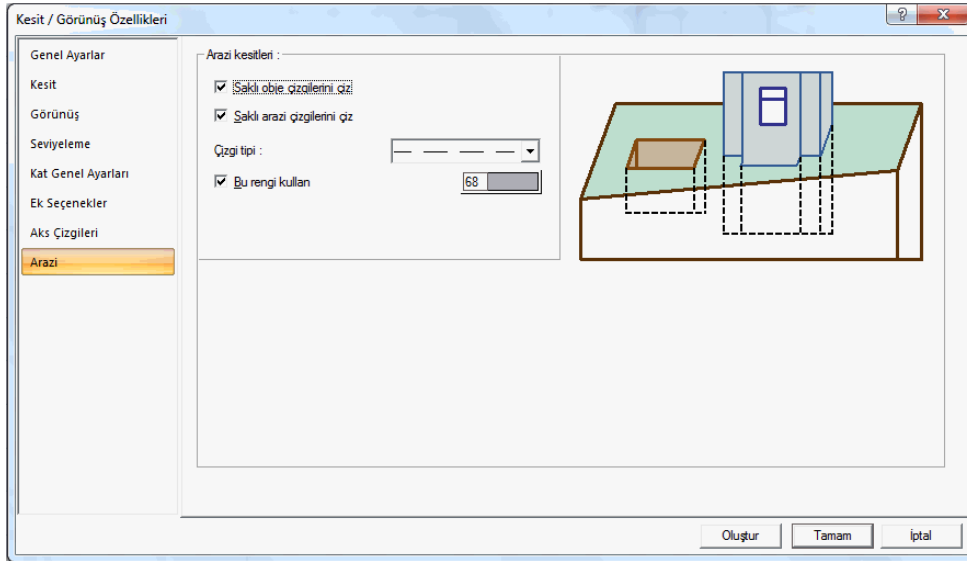 Kesit / Görünüş Özellikleri
Genel Ayarlar
Kesit
Görünüş
Seviyeleme
Kat Genel Ayarları
Ek Seçenekler
Aks Çizgileri
Arazi
Arazi kesitleri :
Saklı obje çizgilerini çiz
Saklı arazi çizgilerini çiz
Çizgi tipi :
Bu rengi kullan
68
Oluştur
Tamam
İptal